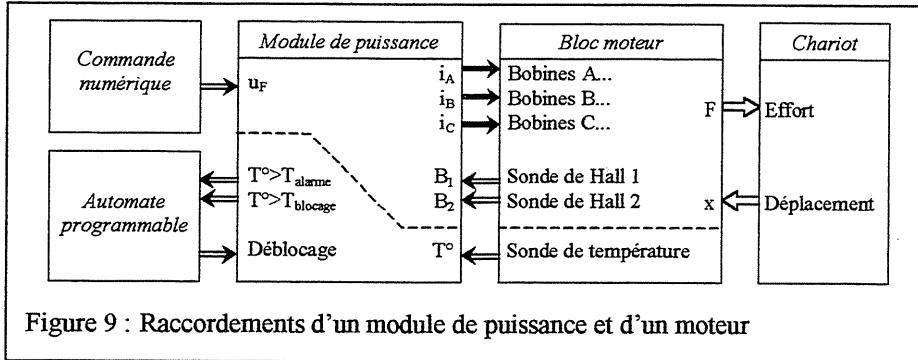 Commande
numérique
Module de puissance
Bloc moteur
Chariot
u_F
i_A
i_B
i_C
Bobines A...
Bobines B...
Bobines C...
F
Effort
Automate
programmable
T°>T_alarme
T°>T_blocage
Déblocage
B_1
B_2
T°
Sonde de Hall 1
Sonde de Hall 2
Sonde de température
x
Déplacement
Figure 9 : Raccordements d'un module de puissance et d'un moteur